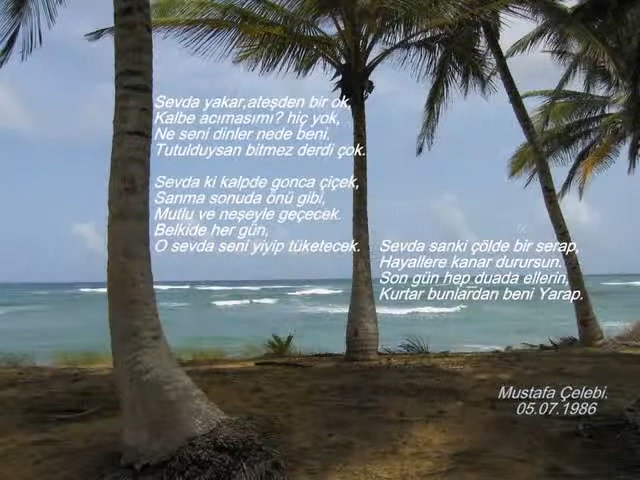 Sevda yakar,ateşden bir ok,
Kalbe acımasımı? hiç yok,
Ne seni dinler nede beni.
Tutulduysan bitmez derdi çok.
Sevda ki kalpde gonca çiçek,
Sanma sonuda önü gibi,
Mutlu ve neşeyle geçecek.
Belkide her gün,
O sevda seni yiyip tüketecek.
Sevda sanki çölde bir serap,
Hayallere kanar durursun.
Son gün hep duada ellerin,
Kurtar bunlardan beni Yarap.
Mustafa Çelebi.
05.07.1986